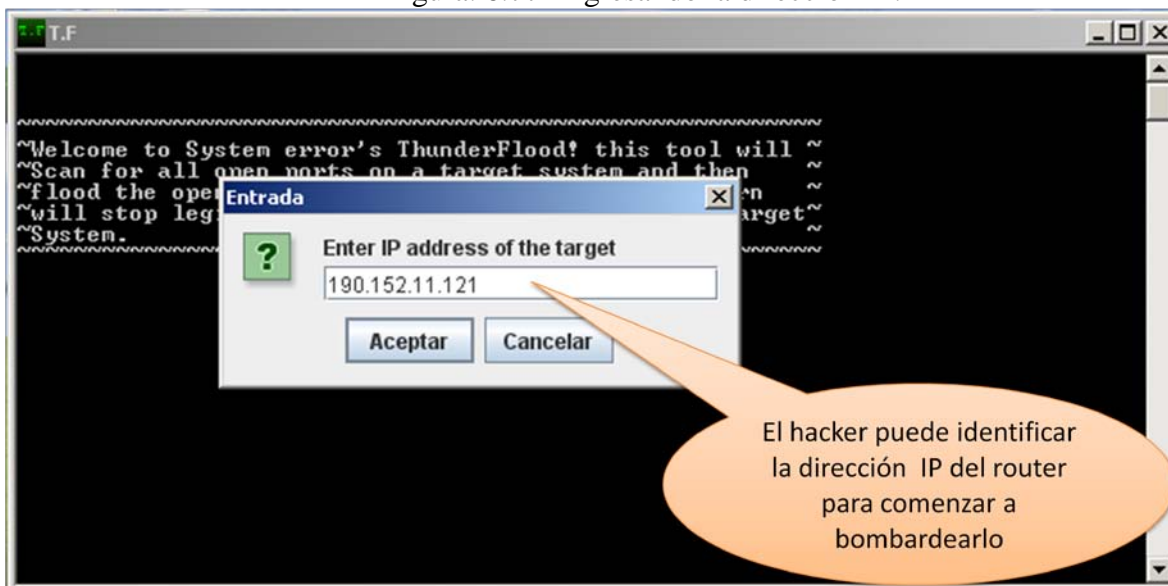 T.F
~Welcome to System error's ThunderFlood! this tool will ~
~Scan for all open ports on a target system and then ~
~flood the ope
~will stop leg arget~
~System. ~
Entrada
Enter IP address of the target
190.152.11.121
Aceptar Cancelar
El hacker puede identificar
la dirección IP del router
para comenzar a
bombardearlo